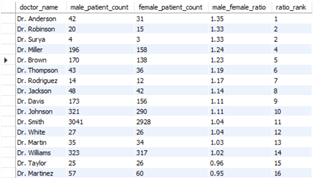 doctor_name male_patient_count female_patient_count male_female_ratio ratio_rank
Dr. Anderson 42 31 1.35 1
Dr. Robinson 20 15 1.33 2
Dr. Surya 4 3 1.33 2
Dr. Miller 196 158 1.24 4
Dr. Brown 170 138 1.23 5
Dr. Thompson 43 36 1.19 6
Dr. Rodriguez 14 12 1.17 7
Dr. Jackson 48 42 1.14 8
Dr. Davis 173 156 1.11 9
Dr. Johnson 321 290 1.11 10
Dr. Smith 3041 2928 1.04 11
Dr. White 27 26 1.04 12
Dr. Martin 35 34 1.03 13
Dr. Williams 323 317 1.02 14
Dr. Taylor 25 26 0.96 15
Dr. Martinez 57 60 0.95 16